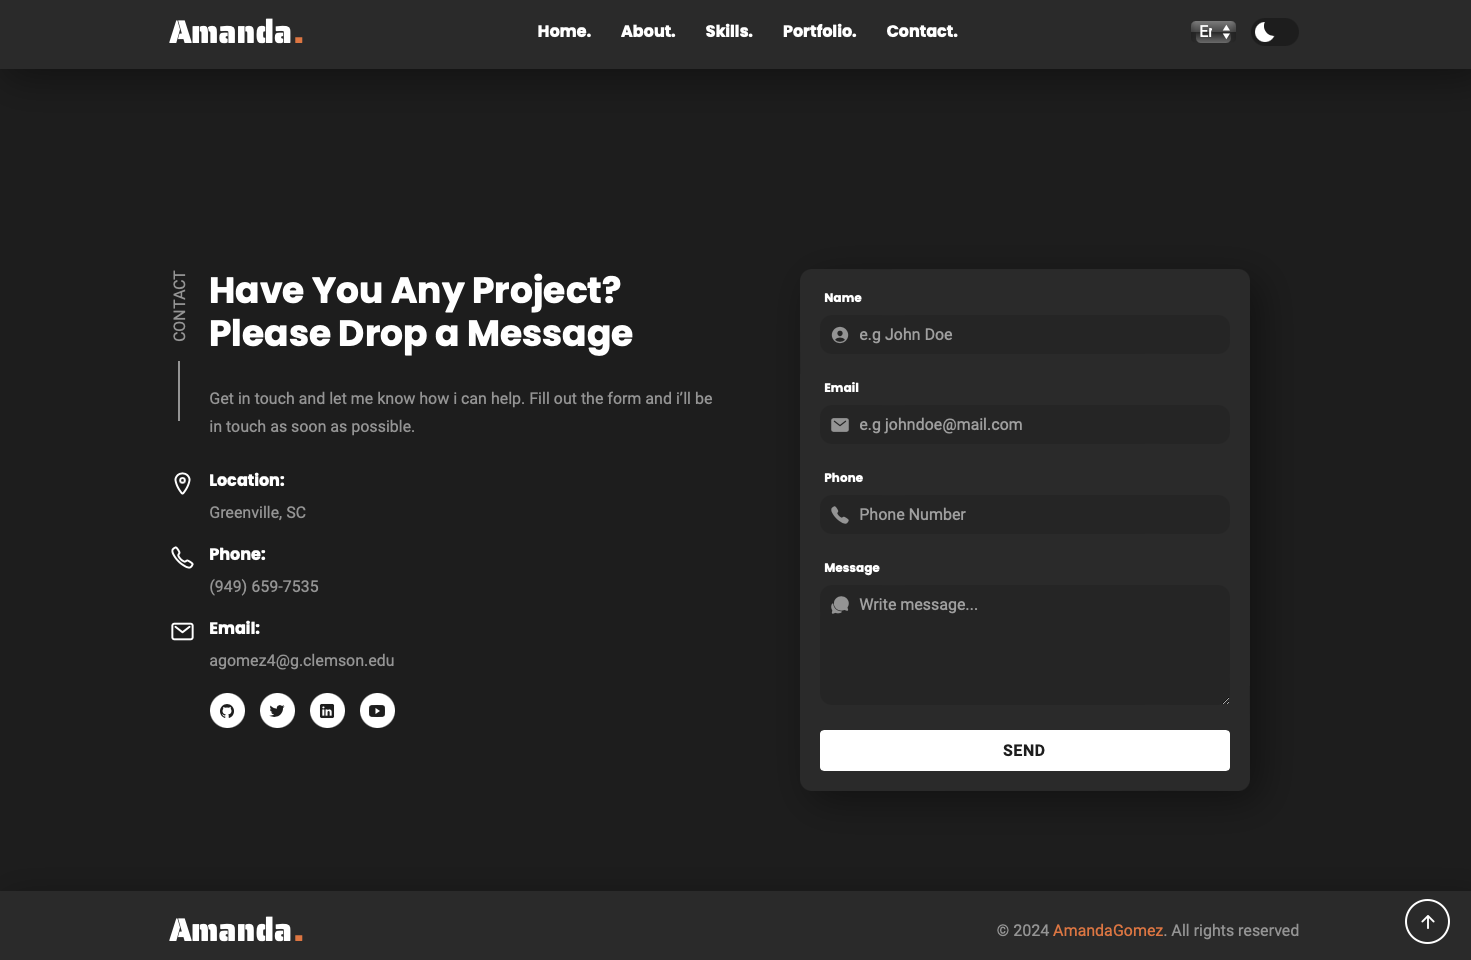 Amanda.
Home.
About.
Skills.
Portfolio.
Contact.
CONTACT
Have You Any Project?
Please Drop a Message
Get in touch and let me know how i can help. Fill out the form and i'll be
in touch as soon as possible.
Location:
Greenville, SC
Phone:
(949) 659-7535
Email:
agomez4@g.clemson.edu
Name
e.g John Doe
Email
e.g johndoe@mail.com
Phone
Phone Number
Message
Write message...
SEND
Amanda.
© 2024 AmandaGomez. All rights reserved